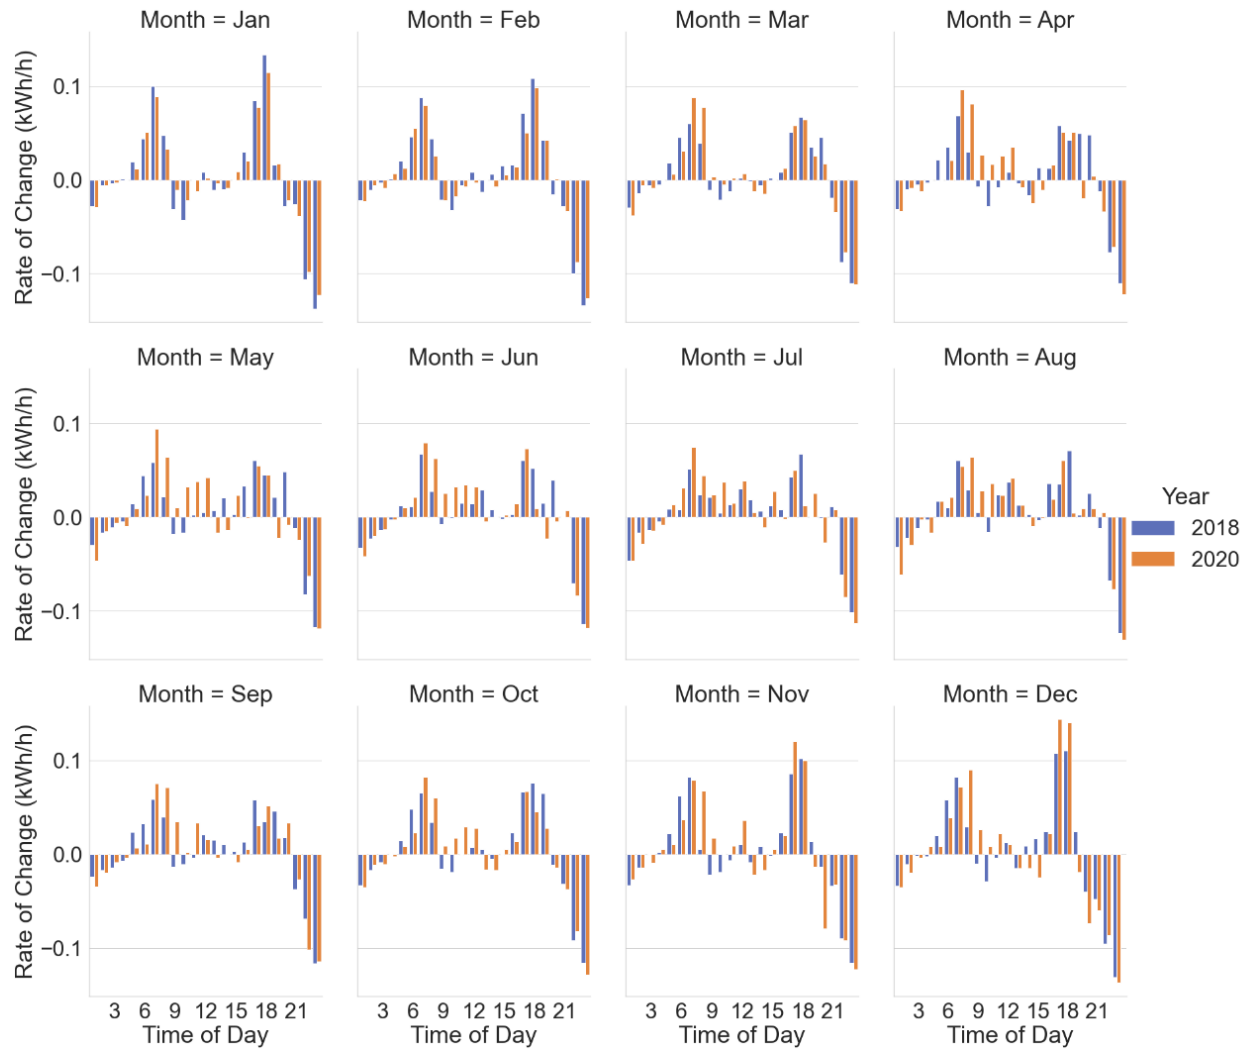 Month = Jan
Month = Feb
Month = Mar
Month = Apr
Rate of Change (kWh/h)
0.1
0.0
−0.1
Month = May
Month = Jun
Month = Jul
Month = Aug
Rate of Change (kWh/h)
0.1
0.0
−0.1
Year
2018
2020
Month = Sep
Month = Oct
Month = Nov
Month = Dec
Rate of Change (kWh/h)
0.1
0.0
−0.1
3 6 9 12 15 18 21
3 6 9 12 15 18 21
3 6 9 12 15 18 21
3 6 9 12 15 18 21
Time of Day
Time of Day
Time of Day
Time of Day